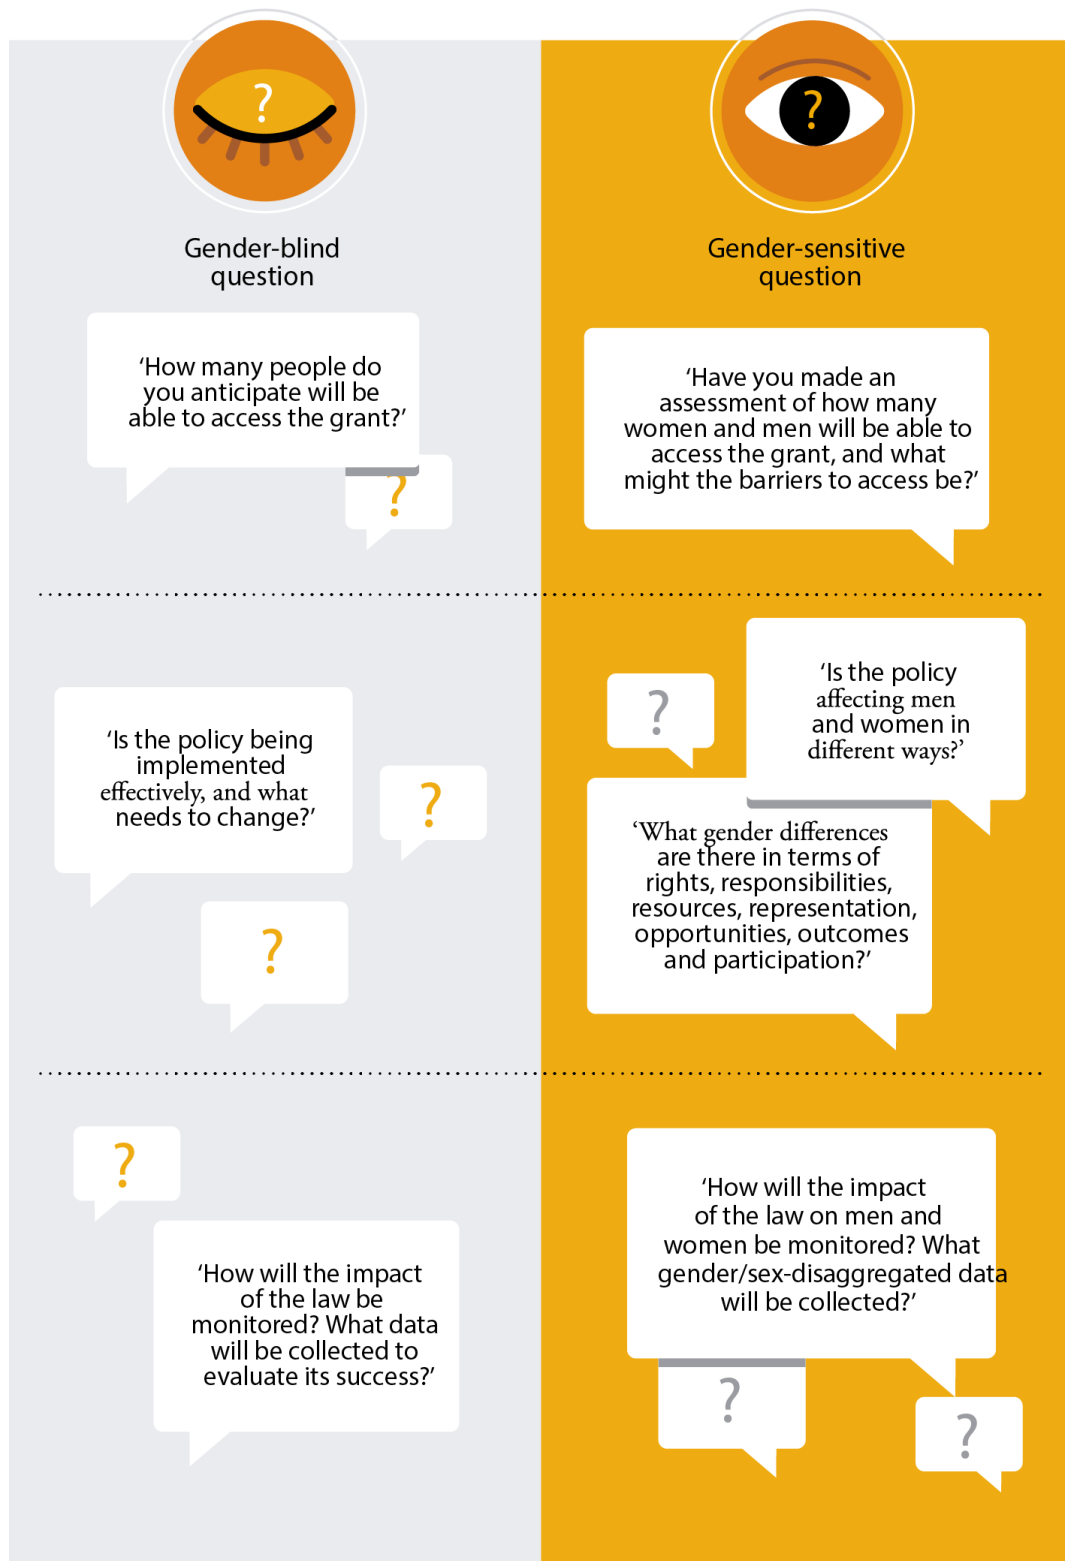 ?
?
Gender-blind
question
Gender-sensitive
question
‘How many people do
you anticipate will be
able to access the grant?’
?
‘Have you made an
assessment of how many
women and men will be able to
access the grant, and what
might the barriers to access be?’
‘Is the policy being
implemented
effectively, and what
needs to change?’
?
?
?
‘Is the policy
affecting men
and women in
different ways?’
‘What gender differences
are there in terms of
rights, responsibilities,
resources, representation,
opportunities, outcomes
and participation?’
?
‘How will the impact
of the law be
monitored? What data
will be collected to
evaluate its success?’
‘How will the impact
of the law on men and
women be monitored? What
gender/sex-disaggregated data
will be collected?’
?
?